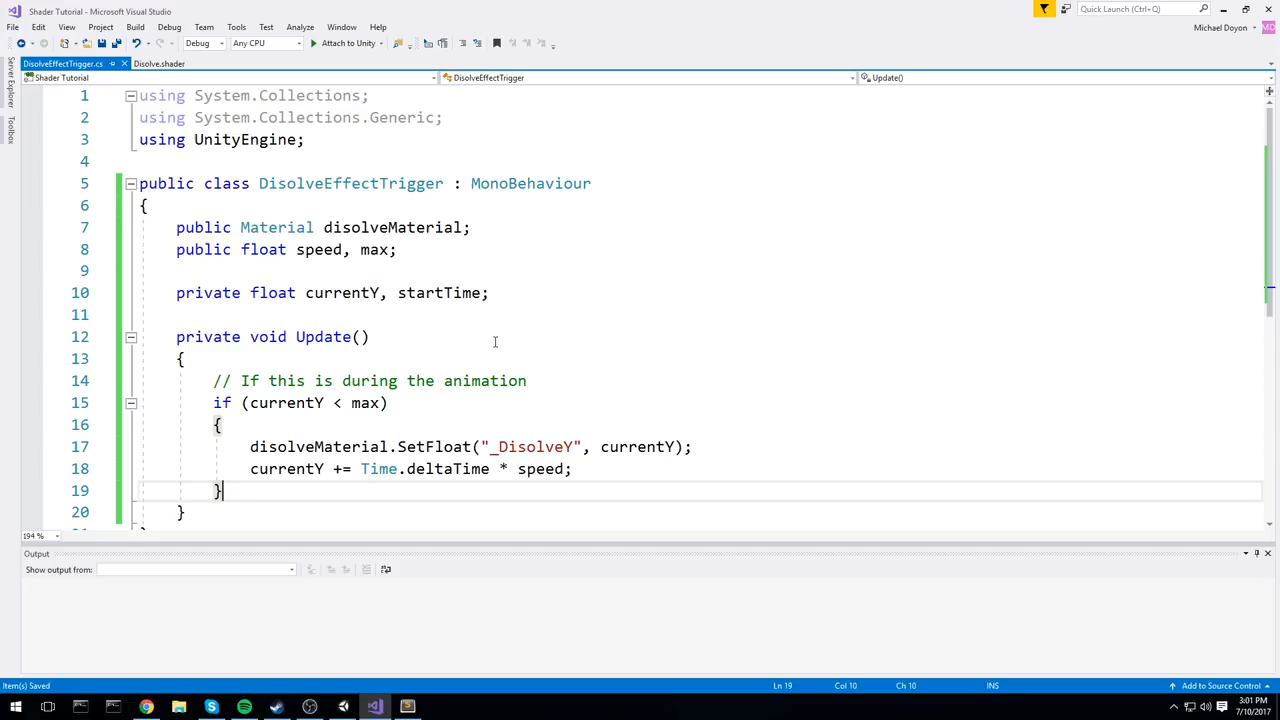 Shader Tutorial - Microsoft Visual Studio
Quick Launch (Ctrl+Q)
File Edit View Project Build Debug Team Tools Test Analyze Window Help
Michael Doyon
MD
Debug Any CPU Attach to Unity
DisolveEffectTrigger.cs Disolve.shader
Shader Tutorial DisolveEffectTrigger Update()
Server Explorer
Toolbox
1 using System.Collections;
2 using System.Collections.Generic;
3 using UnityEngine;
4
5 public class DisolveEffectTrigger : MonoBehaviour
6 {
7 public Material disolveMaterial;
8 public float speed, max;
9
10 private float currentY, startTime;
11
12 private void Update()
13 {
14 // If this is during the animation
15 if (currentY < max)
16 {
17 disolveMaterial.SetFloat("_DisolveY", currentY);
18 currentY += Time.deltaTime * speed;
19 }
20 }
194 %
Output
Show output from:
Item(s) Saved Ln 19 Col 10 Ch 10 INS Add to Source Control
3:01 PM
7/10/2017